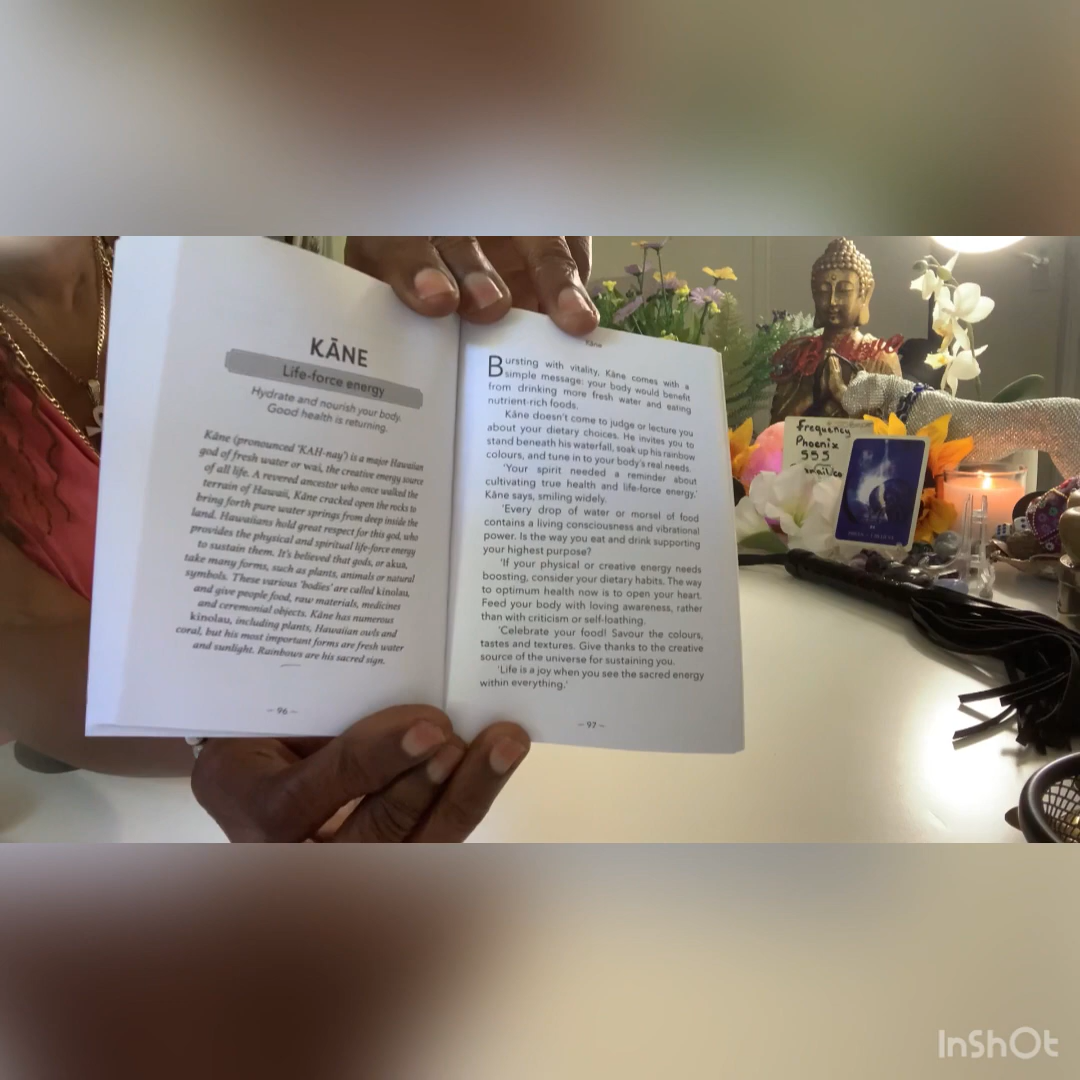 KĀNE
Life-force energy
Hydrate and nourish your body.
Good health is returning.
Kāne (pronounced 'KAH-nay') is a major Hawaiian
god of fresh water or wai, the creative energy source
of all life. A revered ancestor who once walked the
terrain of Hawaii, Kāne cracked open the rocks to
bring forth pure water springs from deep inside the
land. Hawaiians hold great respect for this god, who
provides the physical and spiritual life-force energy
to sustain them. It's believed that gods, or akua,
take many forms, such as plants, animals or natural
symbols. These various 'bodies' are called kinolau,
and give people food, raw materials, medicines
and ceremonial objects. Kāne has numerous
kinolau, including plants, Hawaiian owls and
coral, but his most important forms are fresh water
and sunlight. Rainbows are his sacred sign.
– 96 –
Kāne
Bursting with vitality, Kāne comes with a
simple message: your body would benefit
from drinking more fresh water and eating
nutrient-rich foods.
Kāne doesn't come to judge or lecture you
about your dietary choices. He invites you to
stand beneath his waterfall, soak up his rainbow
colours, and tune in to your body's real needs.
'Your spirit needed a reminder about
cultivating true health and life-force energy,'
Kāne says, smiling widely.
'Every drop of water or morsel of food
contains a living consciousness and vibrational
power. Is the way you eat and drink supporting
your highest purpose?
'If your physical or creative energy needs
boosting, consider your dietary habits. The way
to optimum health now is to open your heart.
Feed your body with loving awareness, rather
than with criticism or self-loathing.
'Celebrate your food! Savour the colours,
tastes and textures. Give thanks to the creative
source of the universe for sustaining you.
'Life is a joy when you see the sacred energy
within everything.'
– 97 –
Frequency
Phoenix
555
InShOt